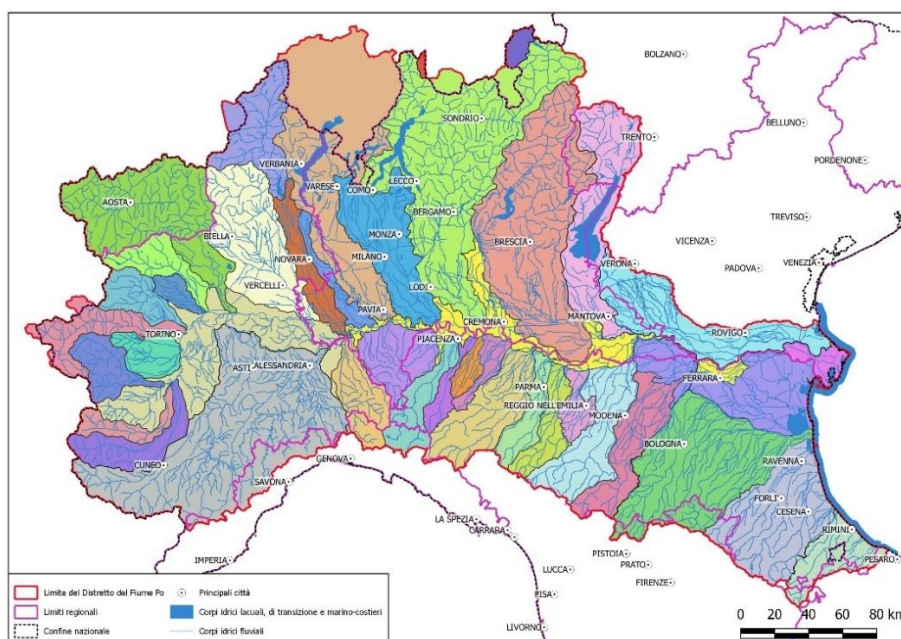 BOLZANO
SONDRIO
BELLUNO
TRENTO
PORDENONE
VERBANIA
AOSTA
VARESE
COMO
LECCO
BERGAMO
TREVISO
BIELLA
MONZA
BRESCIA
VICENZA
NOVARA
MILANO
VERONA
PADOVA
VENEZIA
VERCELLI
LODI
PAVIA
CREMONA
MANTOVA
TORINO
PIACENZA
ROVIGO
ASTI
ALESSANDRIA
FERRARA
PARMA
REGGIO NELL'EMILIA
MODENA
BOLOGNA
CUNEO
GENOVA
RAVENNA
SAVONA
FORLI'
CESENA
LA SPEZIA
CARRARA
RIMINI
IMPERIA
PISTOIA
PRATO
PESARO
LUCCA
FIRENZE
PISA
LIVORNO
Limite del Distretto del Fiume Po
Principali città
Limiti regionali
Corpi idrici lacuali, di transizione e marino-costieri
Confine nazionale
Corpi idrici fluviali
0 20 40 60 80 km